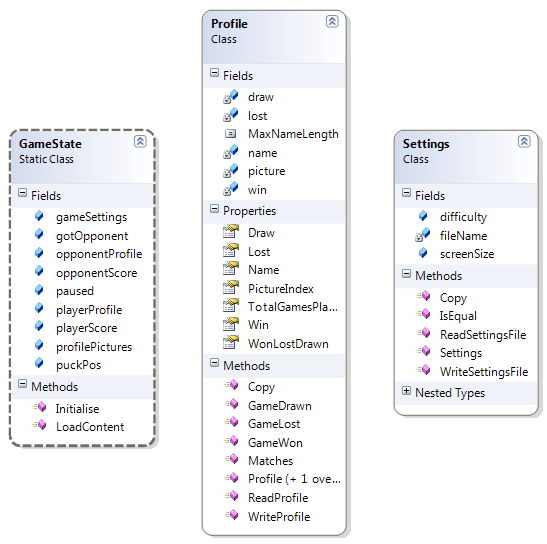 GameState
Static Class
Fields
gameSettings
gotOpponent
opponentProfile
opponentScore
paused
playerProfile
playerScore
profilePictures
puckPos
Methods
Initialise
LoadContent
Profile
Class
Fields
draw
lost
MaxNameLength
name
picture
win
Properties
Draw
Lost
Name
PictureIndex
TotalGamesPla...
Win
WonLostDrawn
Methods
Copy
GameDrawn
GameLost
GameWon
Matches
Profile (+ 1 ove...
ReadProfile
WriteProfile
Settings
Class
Fields
difficulty
fileName
screenSize
Methods
Copy
IsEqual
ReadSettingsFile
Settings
WriteSettingsFile
Nested Types